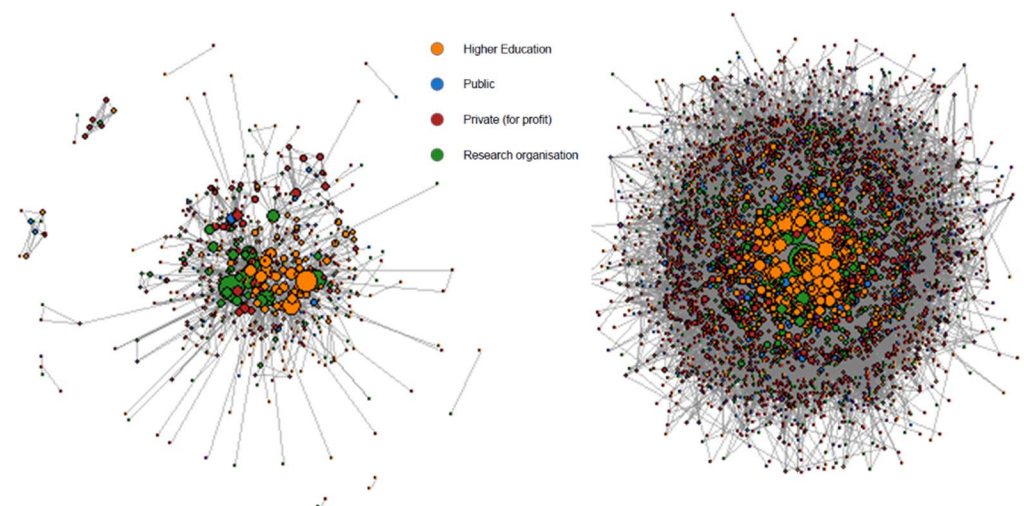 Higher Education
Public
Private (for profit)
Research organisation